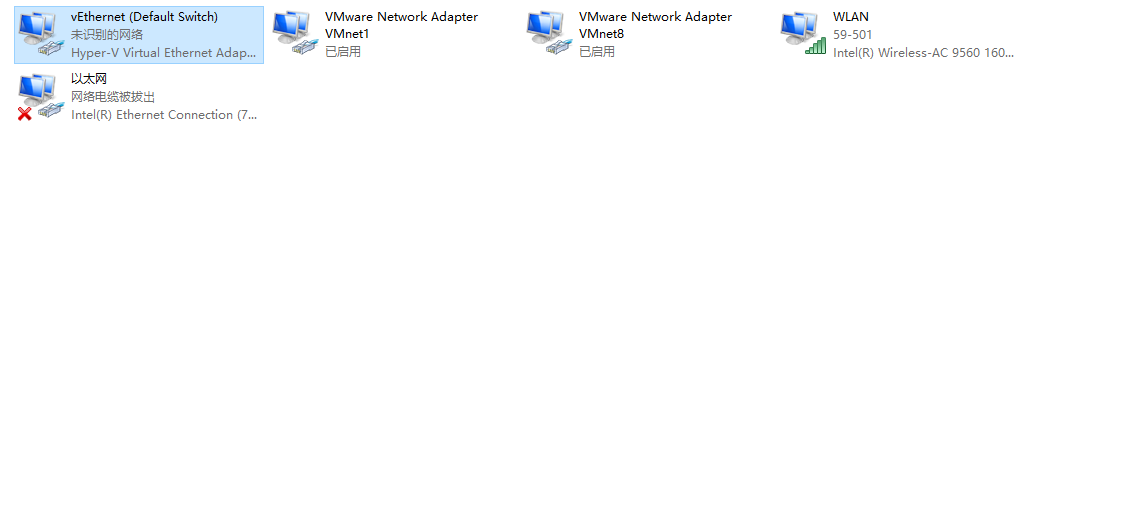 vEthernet (Default Switch)
未识别的网络
Hyper-V Virtual Ethernet Adap...
VMware Network Adapter
VMnet1
已启用
VMware Network Adapter
VMnet8
已启用
WLAN
59-501
Intel(R) Wireless-AC 9560 160...
以太网
网络电缆被拔出
Intel(R) Ethernet Connection (7...